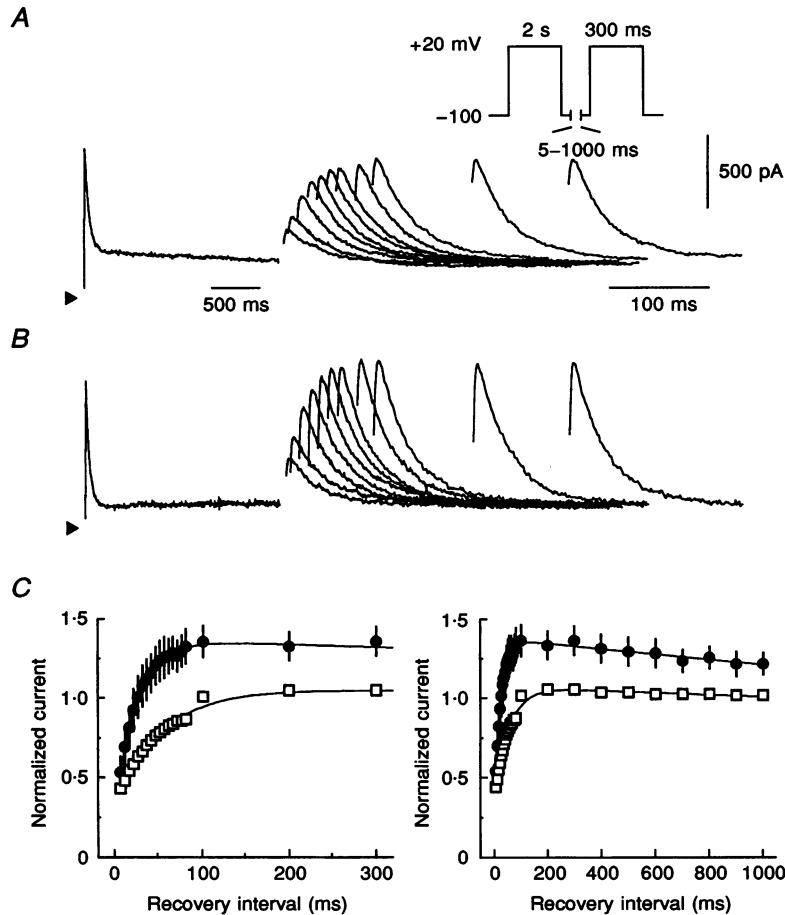 A
2 s
300 ms
+20 mV
−100
5–1000 ms
500 pA
500 ms
100 ms
B
C
Normalized current
1·5
1·0
0·5
0
0
100
200
300
Recovery interval (ms)
Normalized current
1·5
1·0
0·5
0
0
200
400
600
800
1000
Recovery interval (ms)